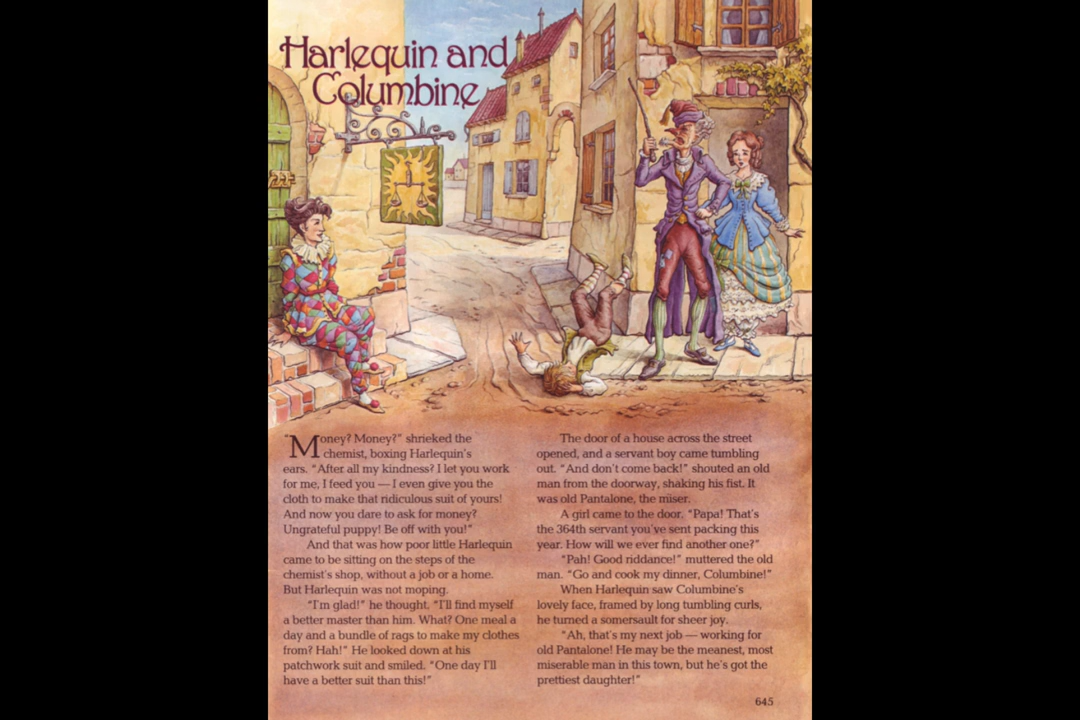 Harlequin and
Columbine
"Money? Money?" shrieked the
chemist, boxing Harlequin's
ears. "After all my kindness? I let you work
for me, I feed you — I even give you the
cloth to make that ridiculous suit of yours!
And now you dare to ask for money?
Ungrateful puppy! Be off with you!"
And that was how poor little Harlequin
came to be sitting on the steps of the
chemist's shop, without a job or a home.
But Harlequin was not moping.
"I'm glad!" he thought. "I'll find myself
a better master than him. What? One meal a
day and a bundle of rags to make my clothes
from? Hah!" He looked down at his
patchwork suit and smiled. "One day I'll
have a better suit than this!"
The door of a house across the street
opened, and a servant boy came tumbling
out. "And don't come back!" shouted an old
man from the doorway, shaking his fist. It
was old Pantalone, the miser.
A girl came to the door. "Papa! That's
the 364th servant you've sent packing this
year. How will we ever find another one?"
"Pah! Good riddance!" muttered the old
man. "Go and cook my dinner, Columbine!"
When Harlequin saw Columbine's
lovely face, framed by long tumbling curls,
he turned a somersault for sheer joy.
"Ah, that's my next job — working for
old Pantalone! He may be the meanest, most
miserable man in this town, but he's got the
prettiest daughter!"
645